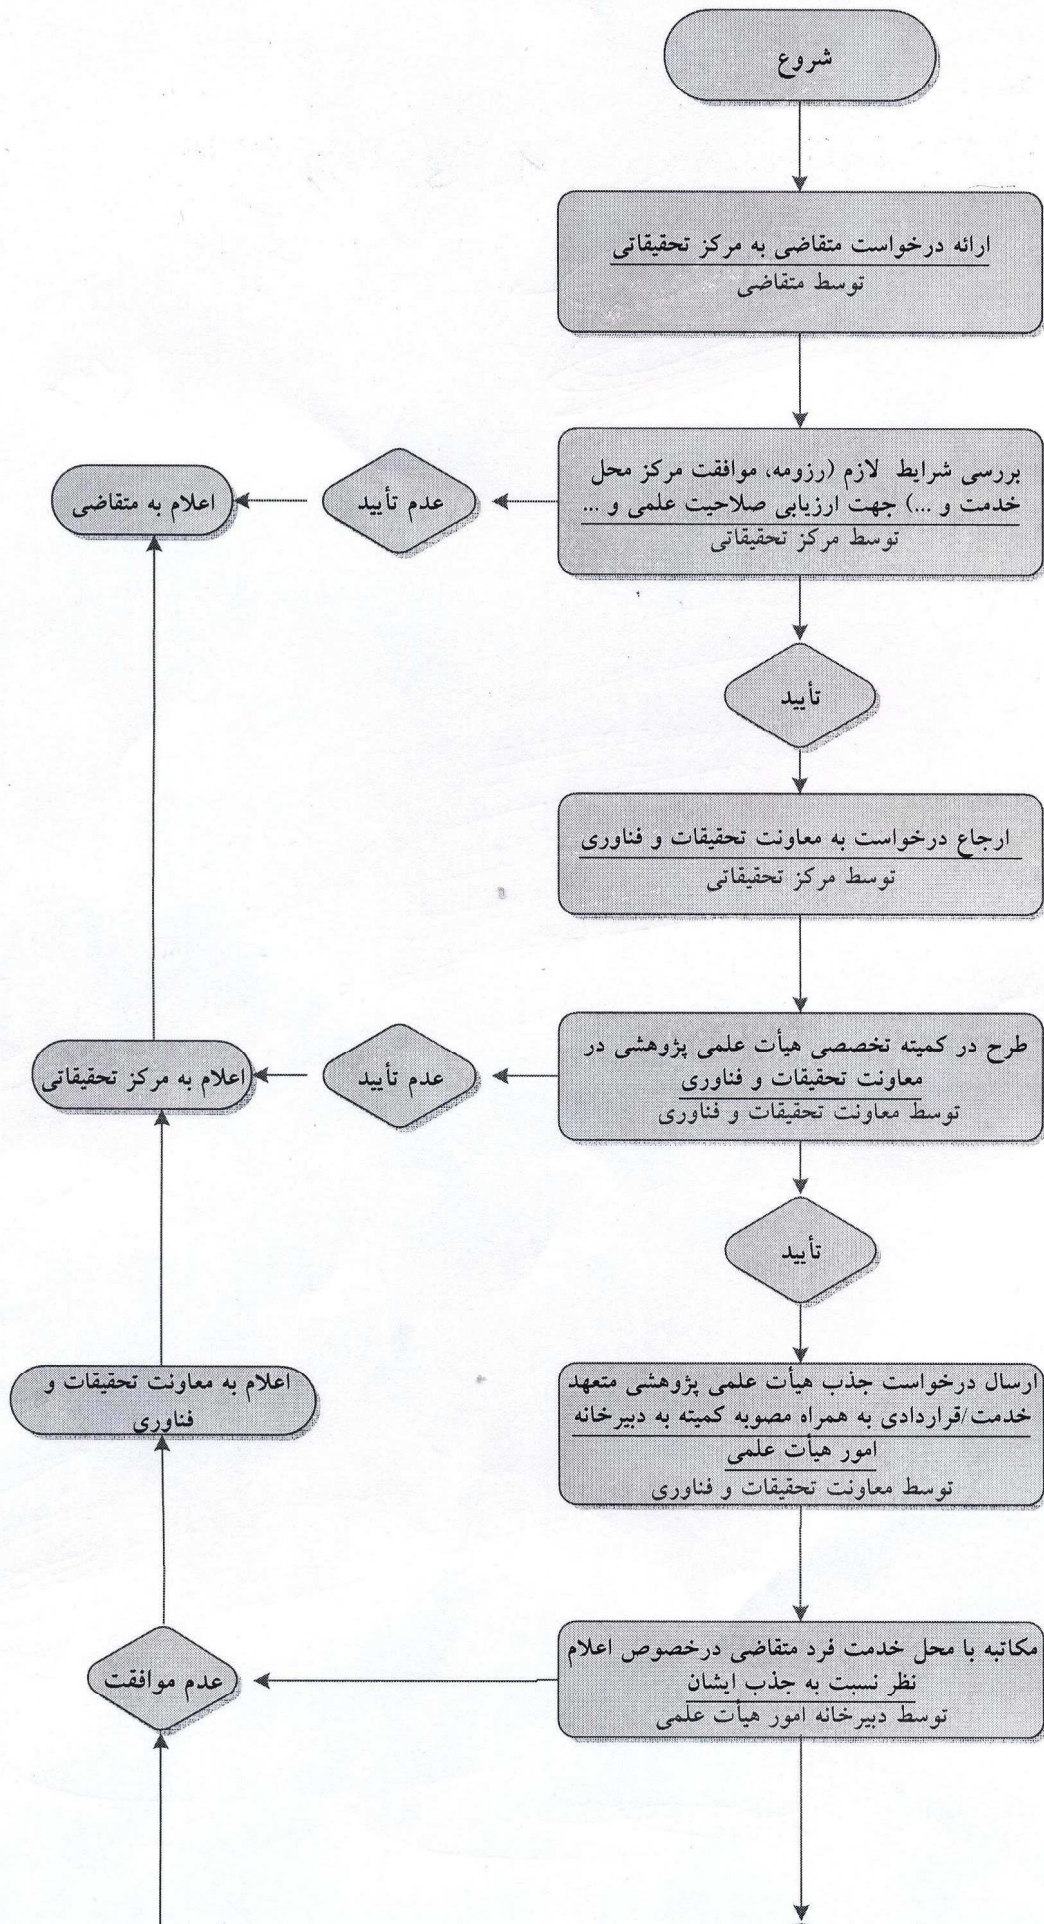 شروع
ارائه درخواست متقاضی به مرکز تحقیقاتی
توسط متقاضی
بررسی شرایط لازم (رزومه، موافقت مرکز محل
خدمت و ...) جهت ارزیابی صلاحیت علمی و ...
توسط مرکز تحقیقاتی
عدم تأیید
اعلام به متقاضی
تأیید
ارجاع درخواست به معاونت تحقیقات و فناوری
توسط مرکز تحقیقاتی
طرح در کمیته تخصصی هیأت علمی پژوهشی در
معاونت تحقیقات و فناوری
توسط معاونت تحقیقات و فناوری
عدم تأیید
اعلام به مرکز تحقیقاتی
تأیید
ارسال درخواست جذب هیأت علمی پژوهشی متعهد
خدمت/قراردادی به همراه مصوبه کمیته به دبیرخانه
امور هیأت علمی
توسط معاونت تحقیقات و فناوری
اعلام به معاونت تحقیقات و
فناوری
مکاتبه با محل خدمت فرد متقاضی درخصوص اعلام
نظر نسبت به جذب ایشان
توسط دبیرخانه امور هیأت علمی
عدم موافقت